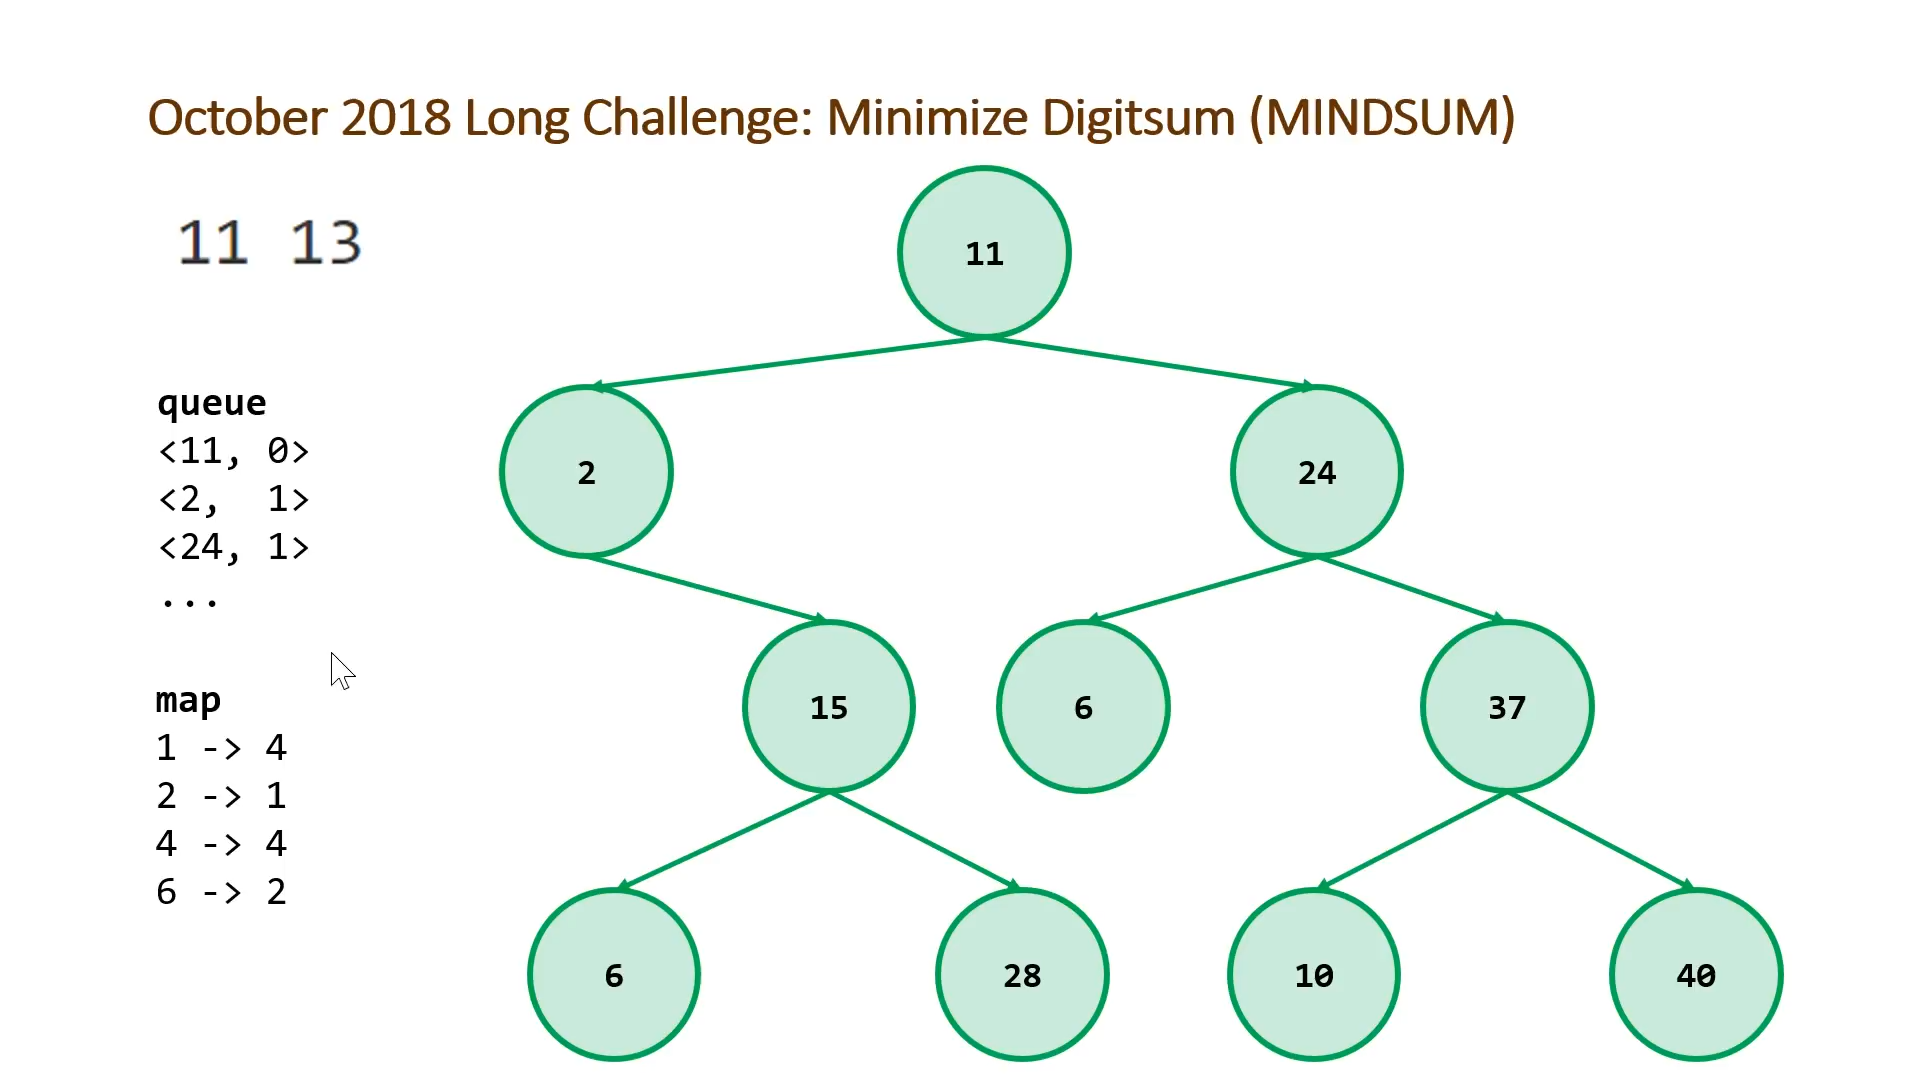 October 2018 Long Challenge: Minimize Digitsum (MINDSUM)
11 13
queue
<11, 0>
<2, 1>
<24, 1>
...
map
1 -> 4
2 -> 1
4 -> 4
6 -> 2
11
2
24
15
6
37
6
28
10
40